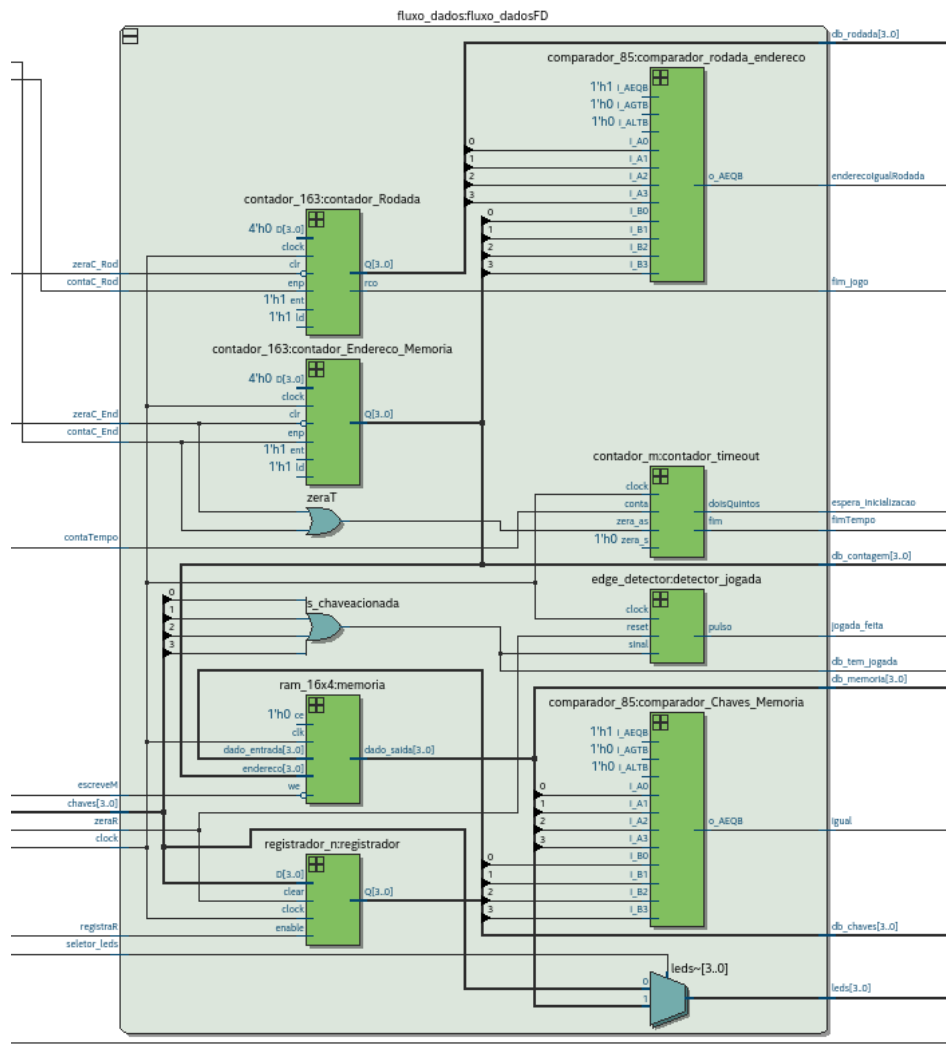 fluxo_dados:fluxo_dadosFD
db_rodada[3..0]
comparador_85:comparador_rodada_endereco
1'h1 I_AEQB
1'h0 I_AGTB
1'h0 I_ALTB
0
I_A0
1
I_A1
2
I_A2
o_AEQB
enderecoIgualRodada
3
I_A3
0
I_B0
1
I_B1
2
I_B2
3
I_B3
contador_163:contador_Rodada
4'h0 D[3..0]
clock
zeraC_Rod
clr
Q[3..0]
contaC_Rod
enp
rco
fim_jogo
1'h1 ent
1'h1 ld
contador_163:contador_Endereco_Memoria
4'h0 D[3..0]
clock
zeraC_End
clr
Q[3..0]
contaC_End
enp
1'h1 ent
1'h1 ld
zeraT
contador_m:contador_timeout
clock
conta
doisQuintos
espera_inicializacao
zera_as
fim
fimTempo
1'h0 zera_s
contaTempo
db_contagem[3..0]
edge_detector:detector_jogada
clock
reset
pulso
jogada_feita
sinal
0
1
2
3
s_chaveacionada
db_tem_jogada
db_memoria[3..0]
ram_16x4:memoria
1'h0 ce
clk
dado_entrada[3..0]
dado_saida[3..0]
endereco[3..0]
we
comparador_85:comparador_Chaves_Memoria
1'h1 I_AEQB
1'h0 I_AGTB
1'h0 I_ALTB
0
I_A0
1
I_A1
2
I_A2
o_AEQB
igual
3
I_A3
0
I_B0
1
I_B1
2
I_B2
3
I_B3
escreveM
chaves[3..0]
zeraR
clock
registrador_n:registrador
D[3..0]
clear
Q[3..0]
clock
enable
registraR
seletor_leds
db_chaves[3..0]
leds~[3..0]
0
1
leds[3..0]